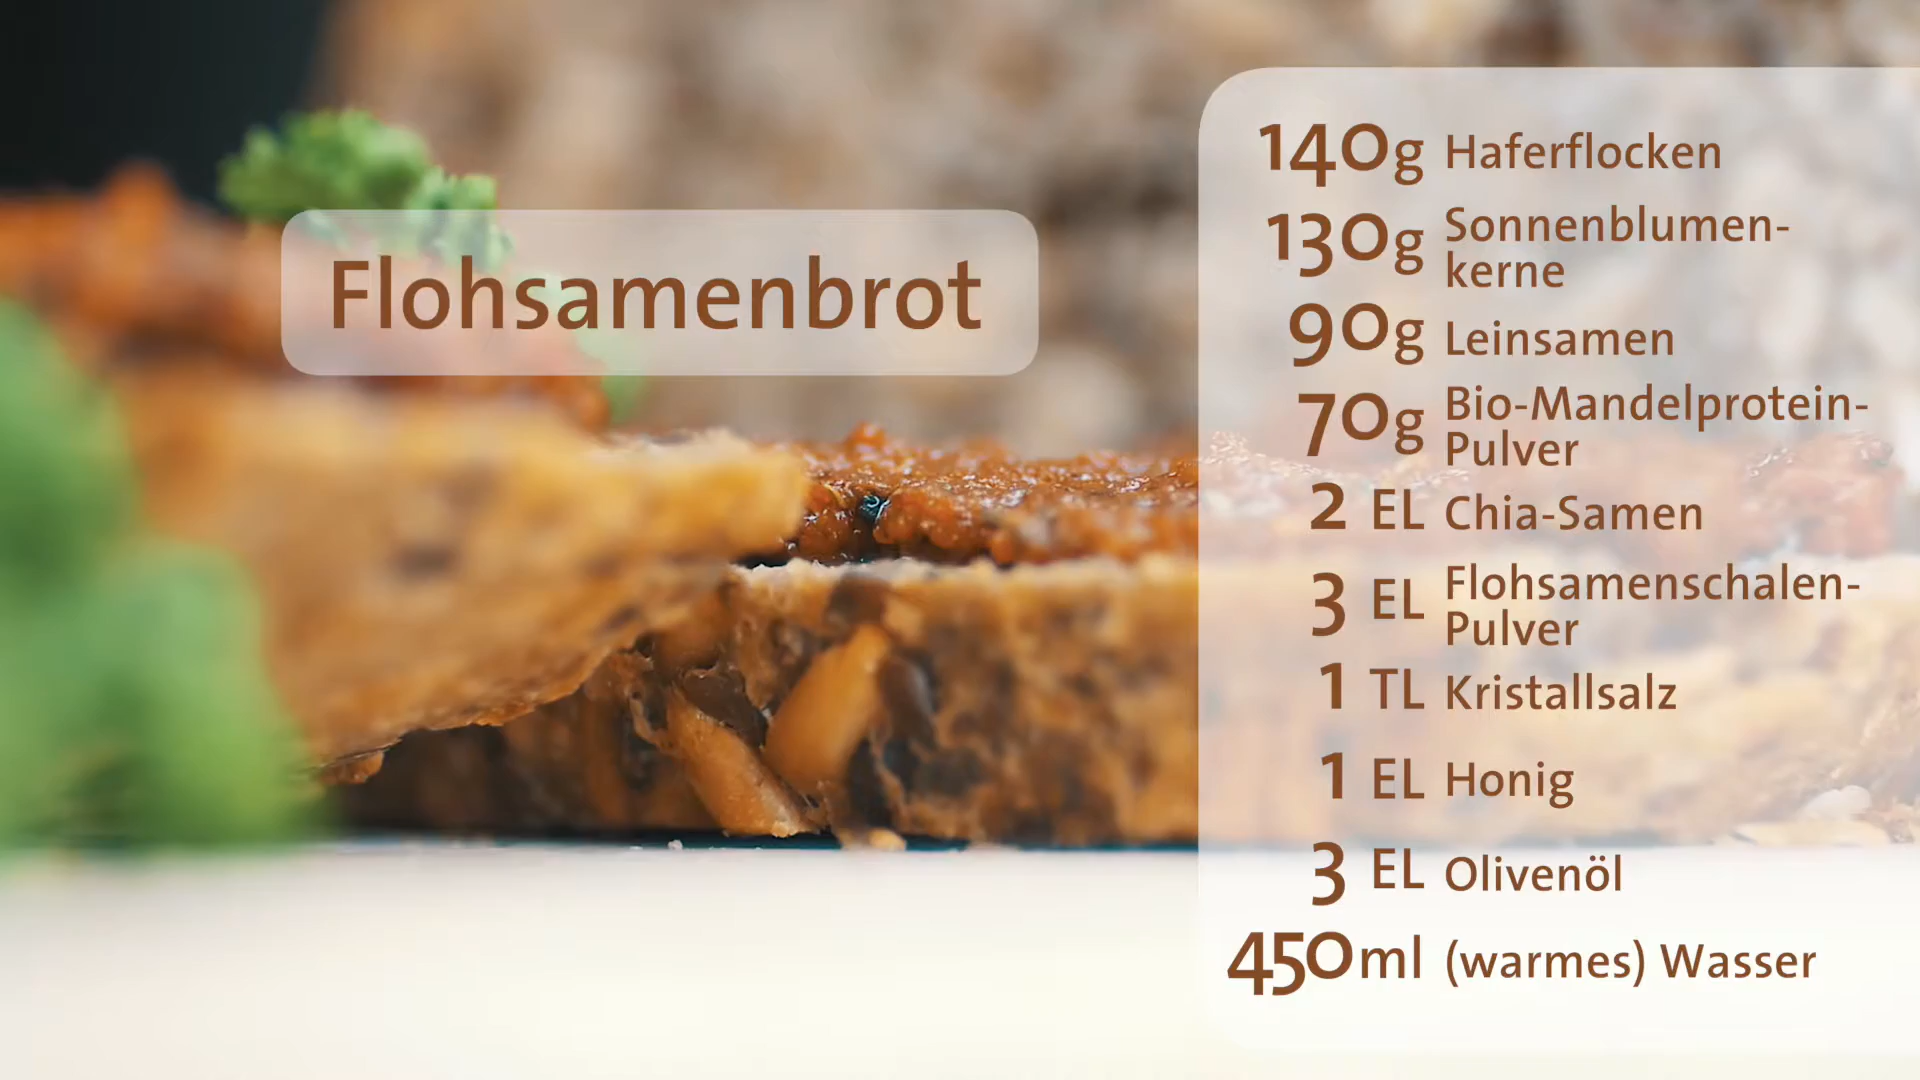 Flohsamenbrot
140g Haferflocken
130g Sonnenblumen-
kerne
90g Leinsamen
70g Bio-Mandelprotein-
Pulver
2 EL Chia-Samen
3 EL Flohsamenschalen-
Pulver
1 TL Kristallsalz
1 EL Honig
3 EL Olivenöl
450ml (warmes) Wasser